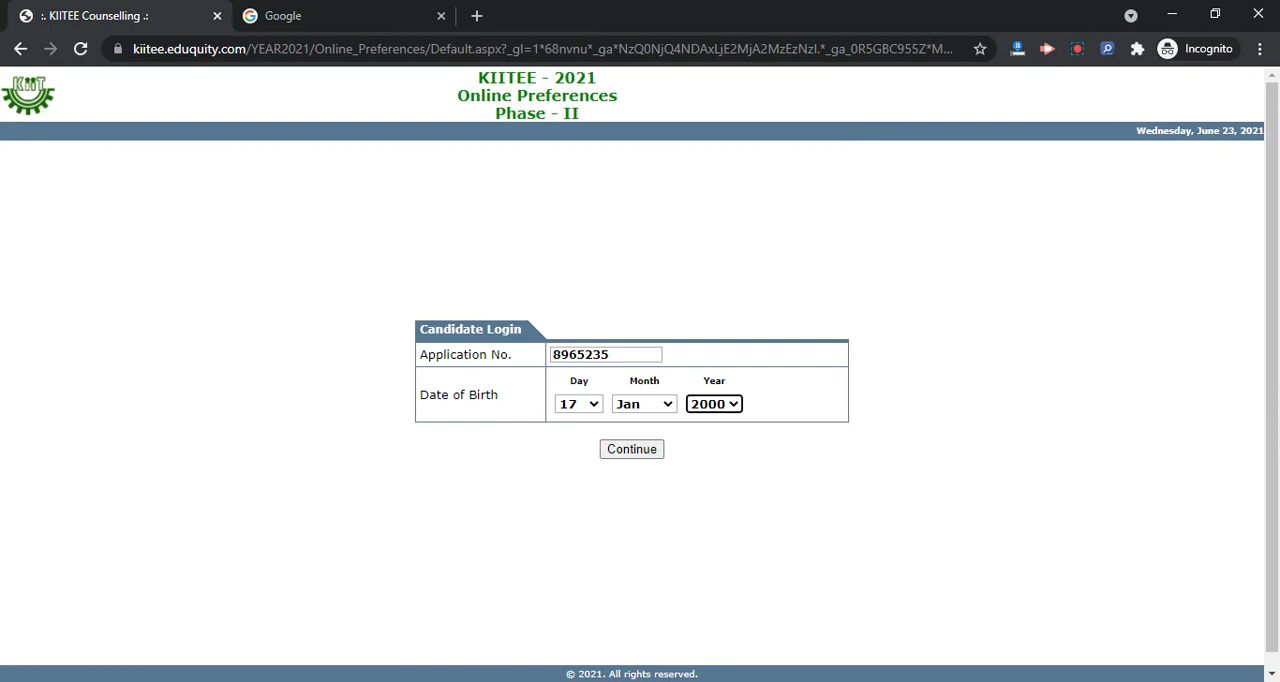 :. KIITEE Counselling .:
Google
kiitee.eduquity.com/YEAR2021/Online_Preferences/Default.aspx?_gl=1*68nvnu*_ga*NzQ0NjQ4NDAxLjE2MjA2MzEzNzI.*_ga_0R5GBC955Z*M...
Incognito
KIIT
KIITEE - 2021
Online Preferences
Phase - II
Wednesday, June 23, 2021
Candidate Login
Application No.
8965235
Day Month Year
Date of Birth
17 Jan 2000
Continue
© 2021. All rights reserved.